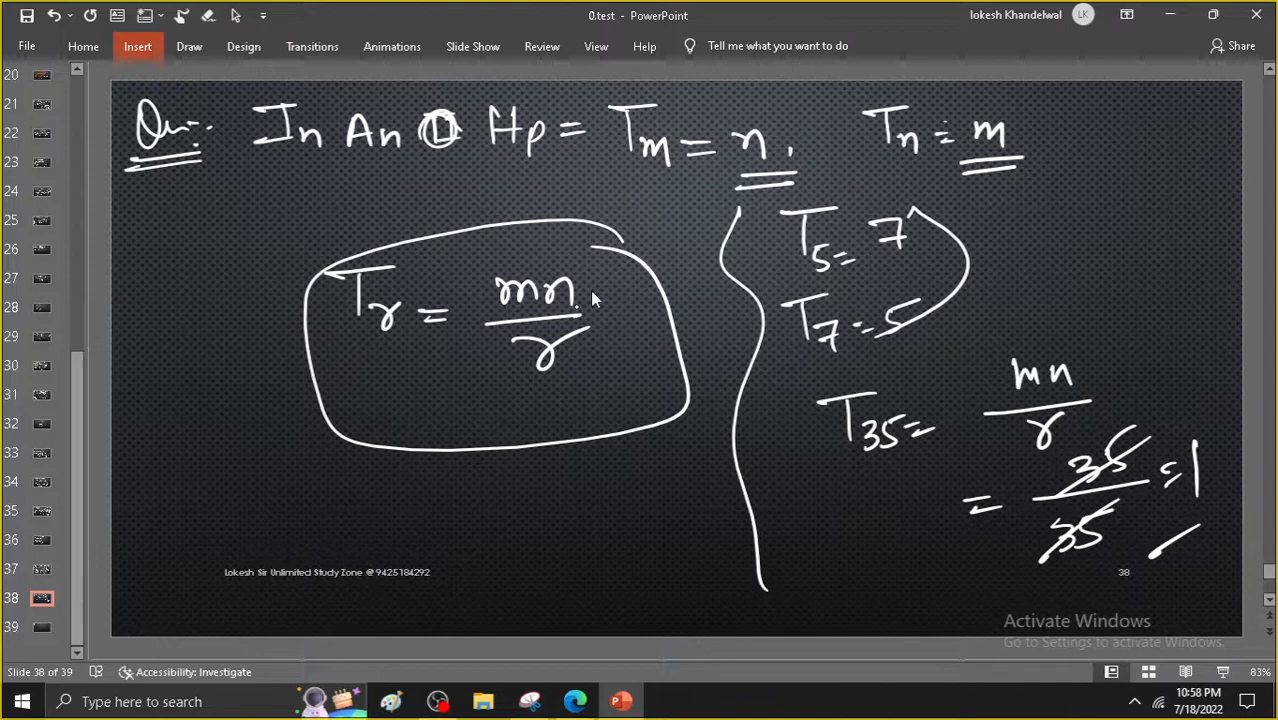 0.test - PowerPoint
lokesh Khandelwal LK
File Home Insert Draw Design Transitions Animations Slide Show Review View Help Tell me what you want to do Share
20
21
22
23
24
25
26
27
28
29
30
31
32
33
34
35
36
37
38
39
Qu:- In An Hp = Tm = n. Tn = m
Tr = mn/r
T5 = 7
T7 = 5
T35 = mn/r
= 35/35 = 1
Lokesh Sir Unlimited Study Zone @ 9425184292
38
Activate Windows
Go to Settings to activate Windows.
Slide 38 of 39 Accessibility: Investigate 83%
Type here to search
10:58 PM
7/18/2022